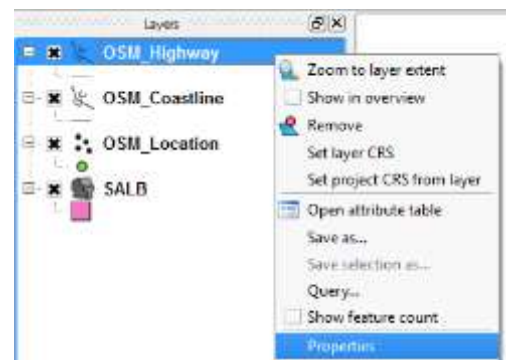 Layers
OSM_Highway
OSM_Coastline
OSM_Location
SALB
Zoom to layer extent
Show in overview
Remove
Set layer CRS
Set project CRS from layer
Open attribute table
Save as...
Save selection as...
Query...
Show feature count
Properties